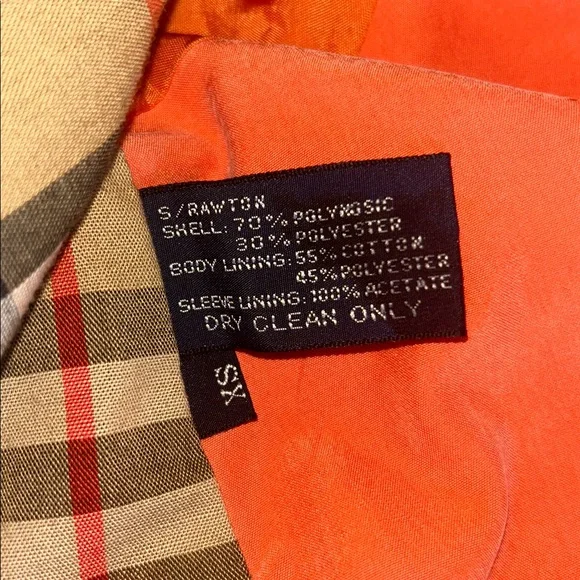 S/RAWTON
SHELL: 70% POLYNOSIC
30% POLYESTER
BODY LINING: 55% COTTON
45% POLYESTER
SLEEVE LINING: 100% ACETATE
DRY CLEAN ONLY
XS